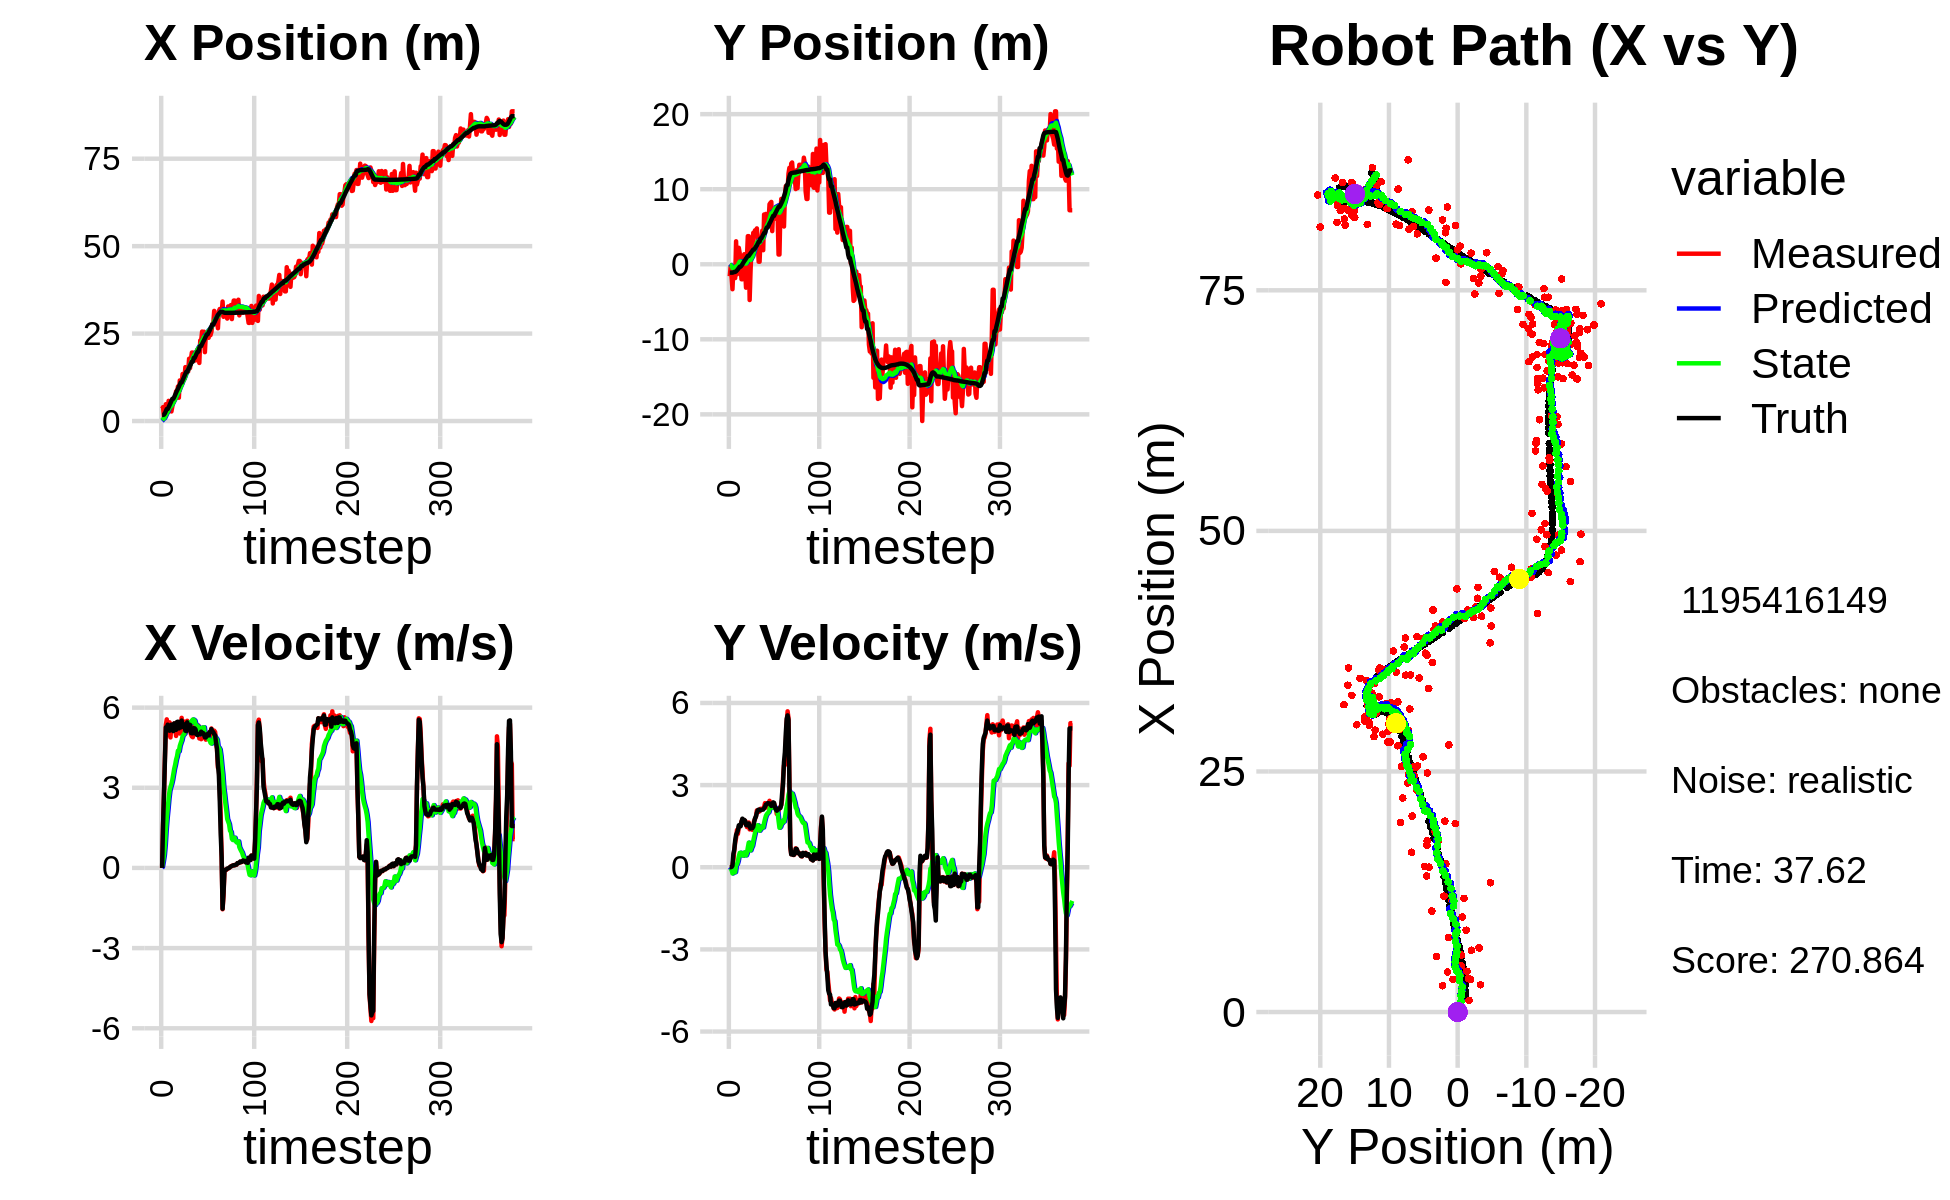 X Position (m)
75
50
25
0
0
100
200
300
timestep
Y Position (m)
20
10
0
-10
-20
0
100
200
300
timestep
X Velocity (m/s)
6
3
0
-3
-6
0
100
200
300
timestep
Y Velocity (m/s)
6
3
0
-3
-6
0
100
200
300
timestep
Robot Path (X vs Y)
X Position (m)
75
50
25
0
20 10 0 -10 -20
Y Position (m)
variable
Measured
Predicted
State
Truth
1195416149
Obstacles: none
Noise: realistic
Time: 37.62
Score: 270.864